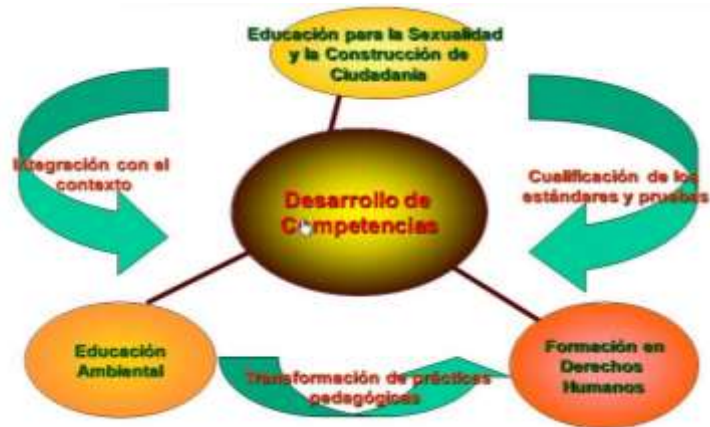 Educación para la Sexualidad
y la Construcción de
Ciudadanía
Integración con el
contexto
Cualificación de los
estándares y pruebas
Desarrollo de
Competencias
Educación
Ambiental
Transformación de prácticas
pedagógicas
Formación en
Derechos
Humanos